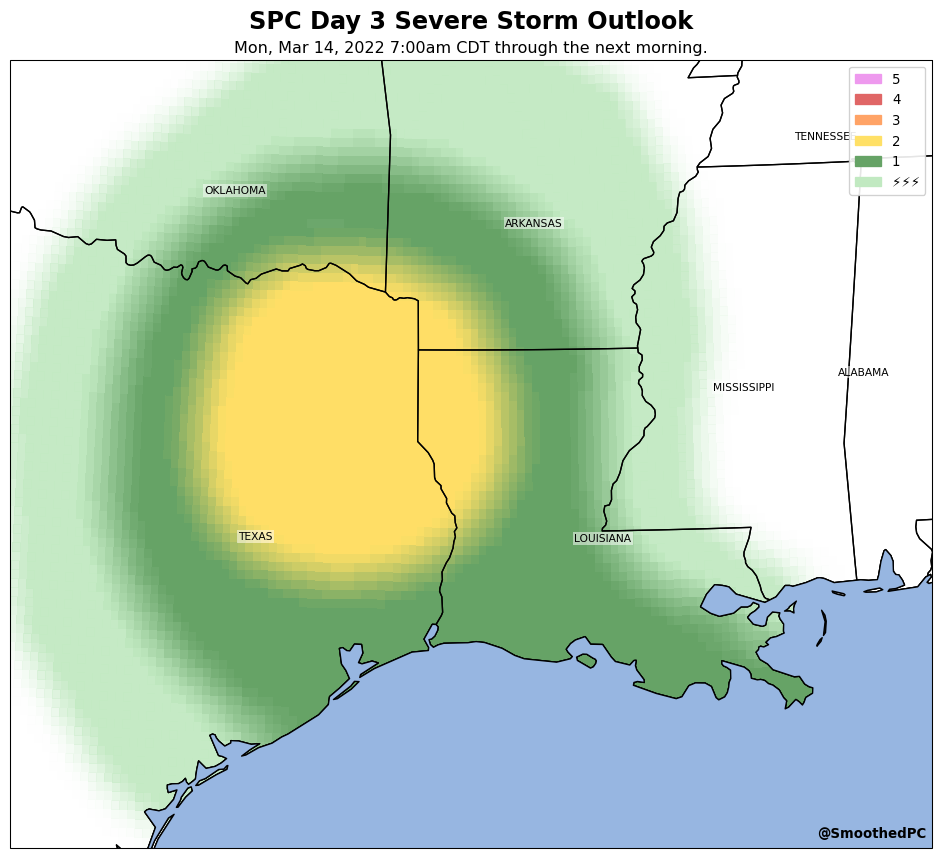 SPC Day 3 Severe Storm Outlook
Mon, Mar 14, 2022 7:00am CDT through the next morning.
5
4
3
2
1
⚡⚡⚡
TENNESSEE
OKLAHOMA
ARKANSAS
ALABAMA
MISSISSIPPI
TEXAS
LOUISIANA
@SmoothedPC